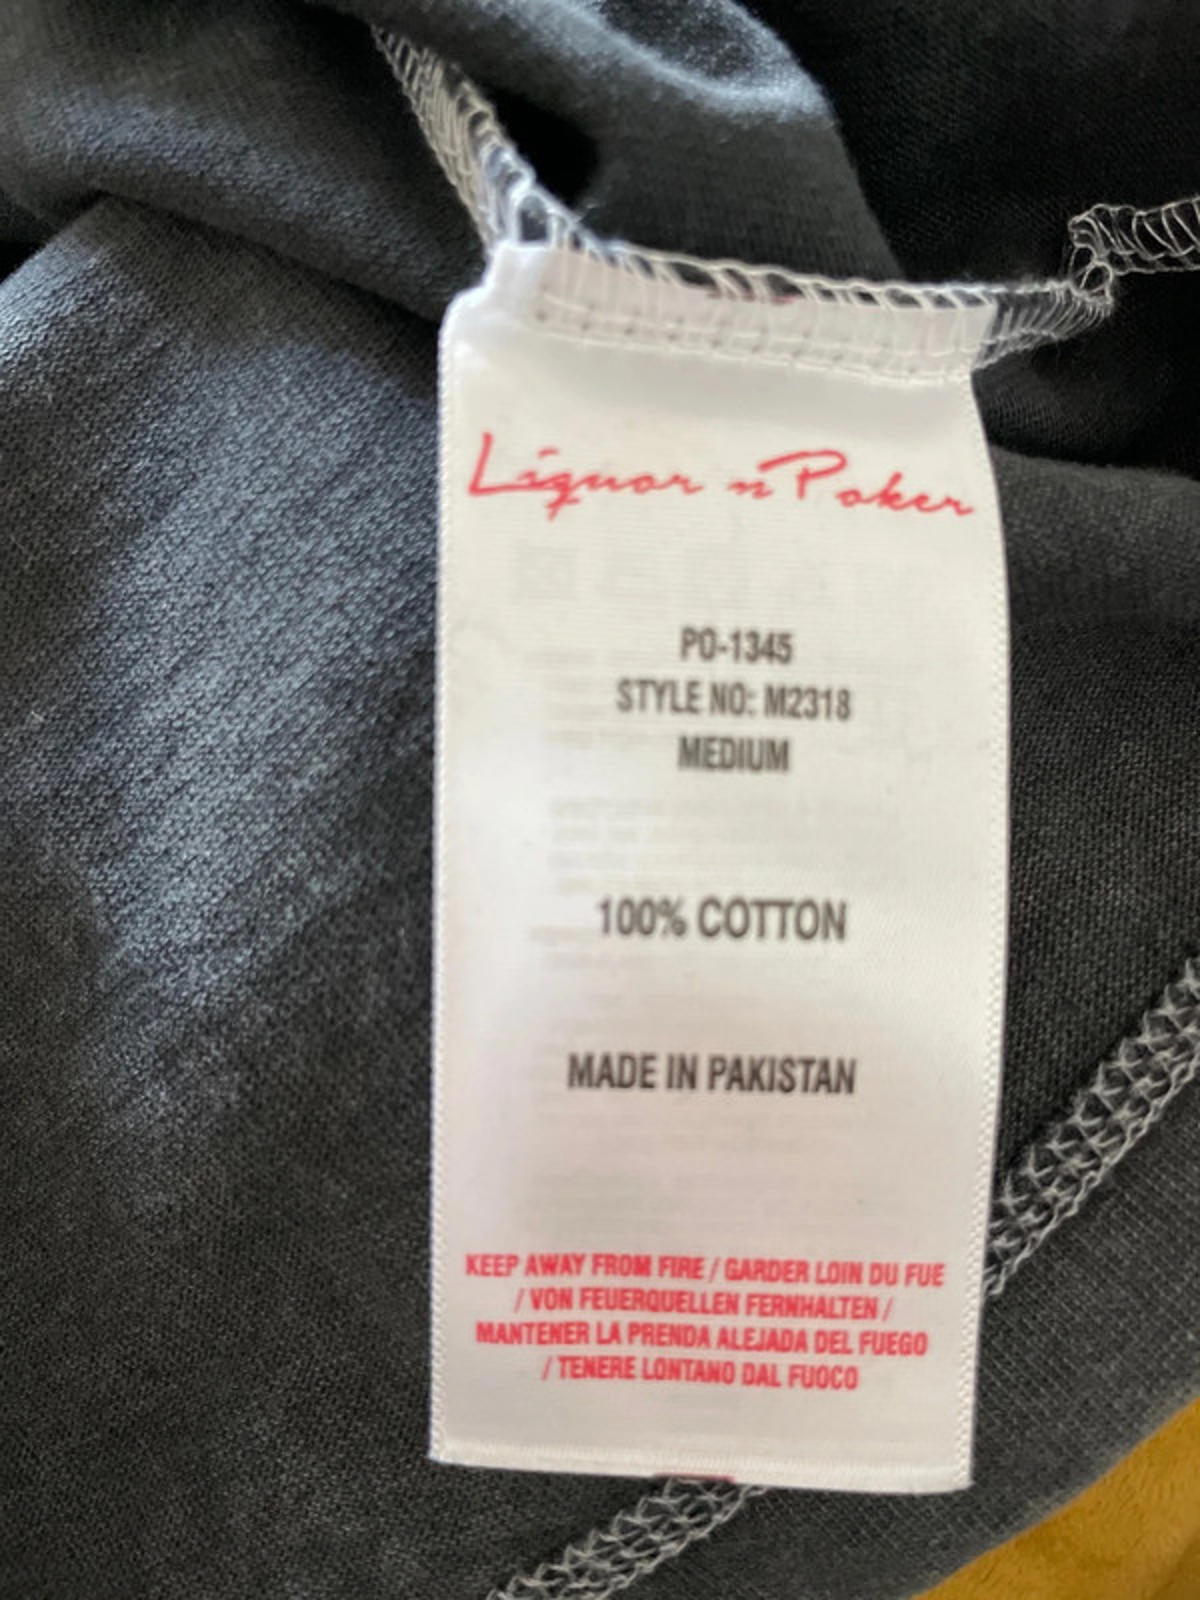 Liquor n Poker
PO-1345
STYLE NO: M2318
MEDIUM
100% COTTON
MADE IN PAKISTAN
KEEP AWAY FROM FIRE / GARDER LOIN DU FUE
/ VON FEUERQUELLEN FERNHALTEN /
MANTENER LA PRENDA ALEJADA DEL FUEGO
/ TENERE LONTANO DAL FUOCO